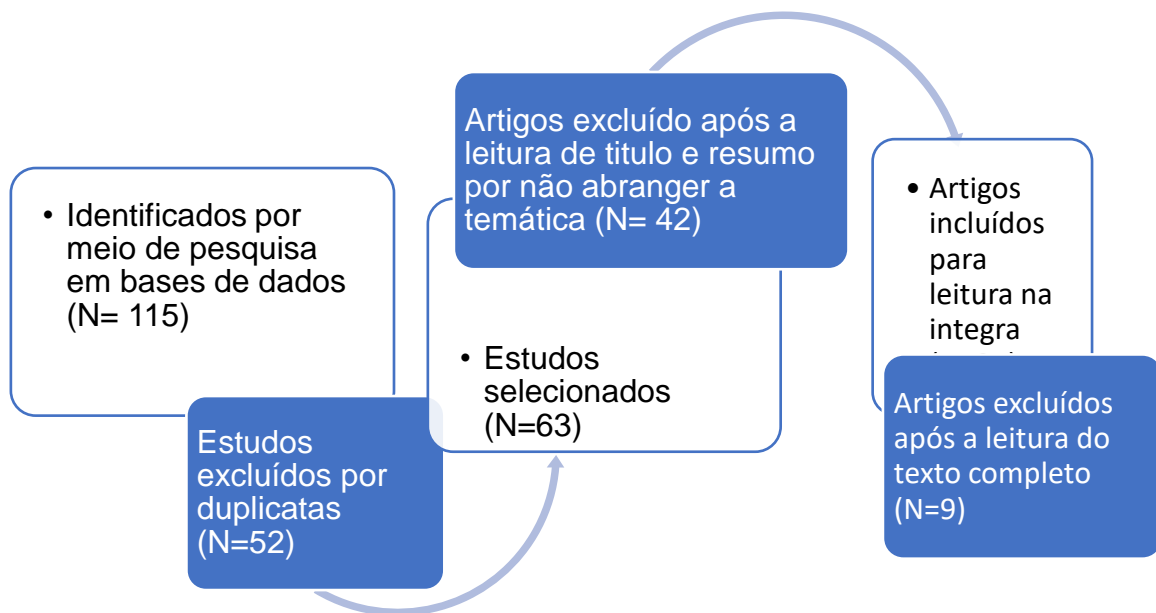 • Identificados por
meio de pesquisa
em bases de dados
(N= 115)
Estudos
excluídos por
duplicatas
(N=52)
Artigos excluído após a
leitura de titulo e resumo
por não abranger a
temática (N= 42)
• Estudos
selecionados
(N=63)
• Artigos
incluídos
para
leitura na
integra
Artigos excluídos
após a leitura do
texto completo
(N=9)